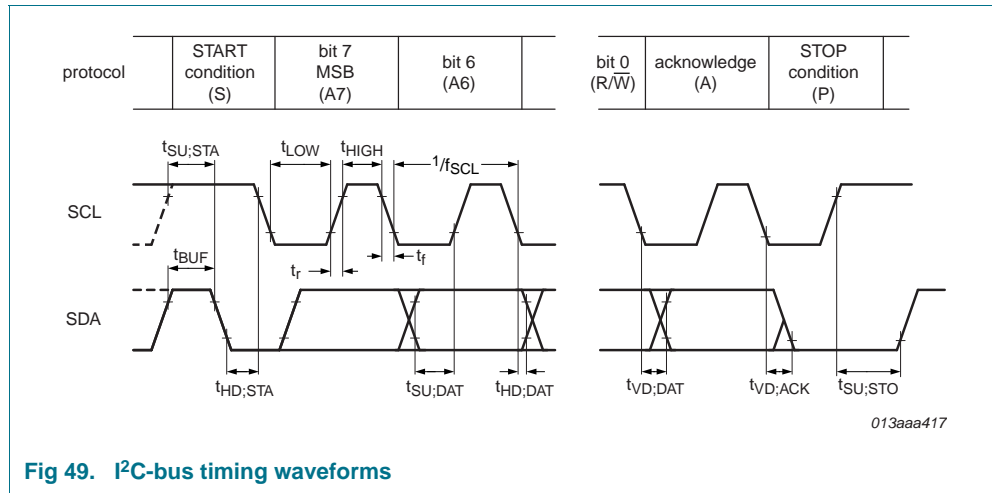 protocol
START
condition
(S)
bit 7
MSB
(A7)
bit 6
(A6)
bit 0
(R/W̅)
acknowledge
(A)
STOP
condition
(P)
tSU;STA
tLOW
tHIGH
1/fSCL
SCL
tBUF
tr
tf
SDA
tHD;STA
tSU;DAT
tHD;DAT
tVD;DAT
tVD;ACK
tSU;STO
013aaa417
Fig 49. I²C-bus timing waveforms